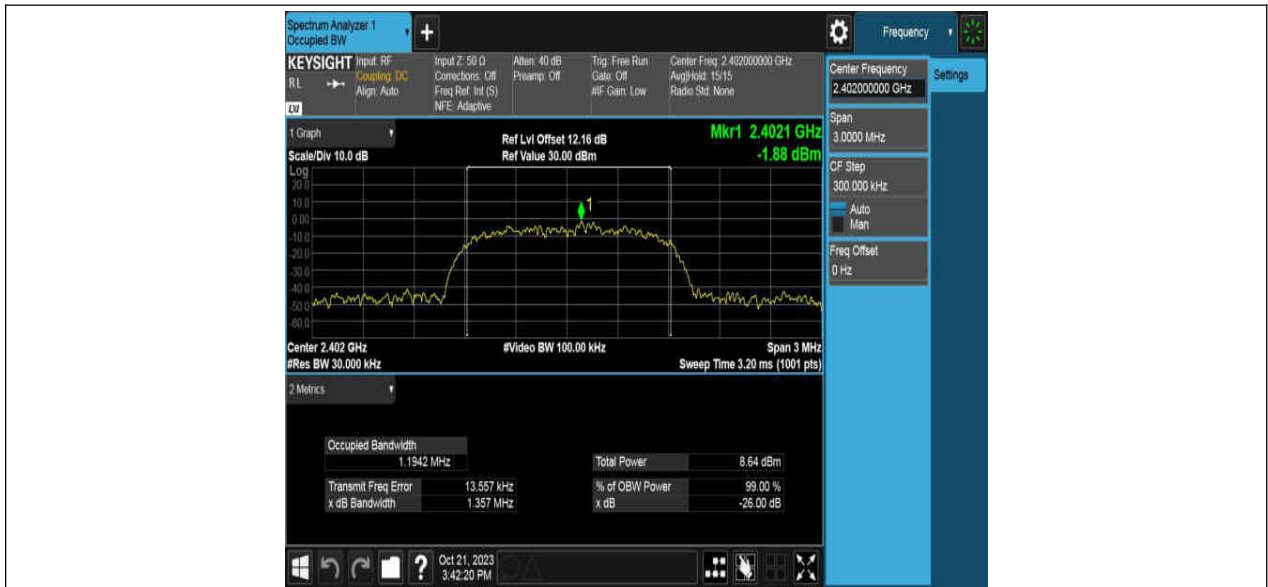 Spectrum Analyzer 1
Occupied BW
+
Frequency
KEYSIGHT
RL
LXI
Input: RF
Coupling: DC
Align: Auto
Input Z: 50 Ω
Corrections: Off
Freq Ref: Int (S)
NFE: Adaptive
Atten: 40 dB
Preamp: Off
Trig: Free Run
Gate: Off
#IF Gain: Low
Center Freq: 2.402000000 GHz
Avg|Hold: 15/15
Radio Std: None
Center Frequency
2.402000000 GHz
Settings
Span
3.0000 MHz
CF Step
300.000 kHz
Auto
Man
Freq Offset
0 Hz
1 Graph
Scale/Div 10.0 dB
Ref Lvl Offset 12.16 dB
Ref Value 30.00 dBm
Mkr1 2.4021 GHz
-1.88 dBm
Log
20.0
10.0
0.00
-10.0
-20.0
-30.0
-40.0
-50.0
-60.0
1
Center 2.402 GHz
#Res BW 30.000 kHz
#Video BW 100.00 kHz
Span 3 MHz
Sweep Time 3.20 ms (1001 pts)
2 Metrics
Occupied Bandwidth
1.1942 MHz
Total Power 8.64 dBm
Transmit Freq Error 13.557 kHz
% of OBW Power 99.00 %
x dB Bandwidth 1.357 MHz
x dB -26.00 dB
?
Oct 21, 2023
3:42:20 PM